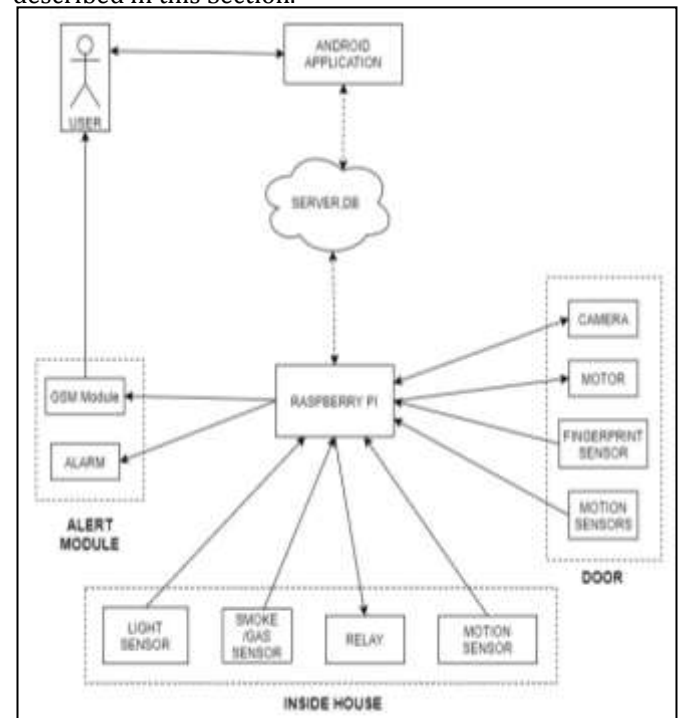 described in this section.
ANDROID
APPLICATION
USER
SERVER,DB
CAMERA
GSM Module
RASPBERRY PI
MOTOR
ALARM
FINGERPRINT
SENSOR
MOTION
SENSORS
ALERT
MODULE
DOOR
LIGHT
SENSOR
SMOKE
/GAS
SENSOR
RELAY
MOTION
SENSOR
INSIDE HOUSE